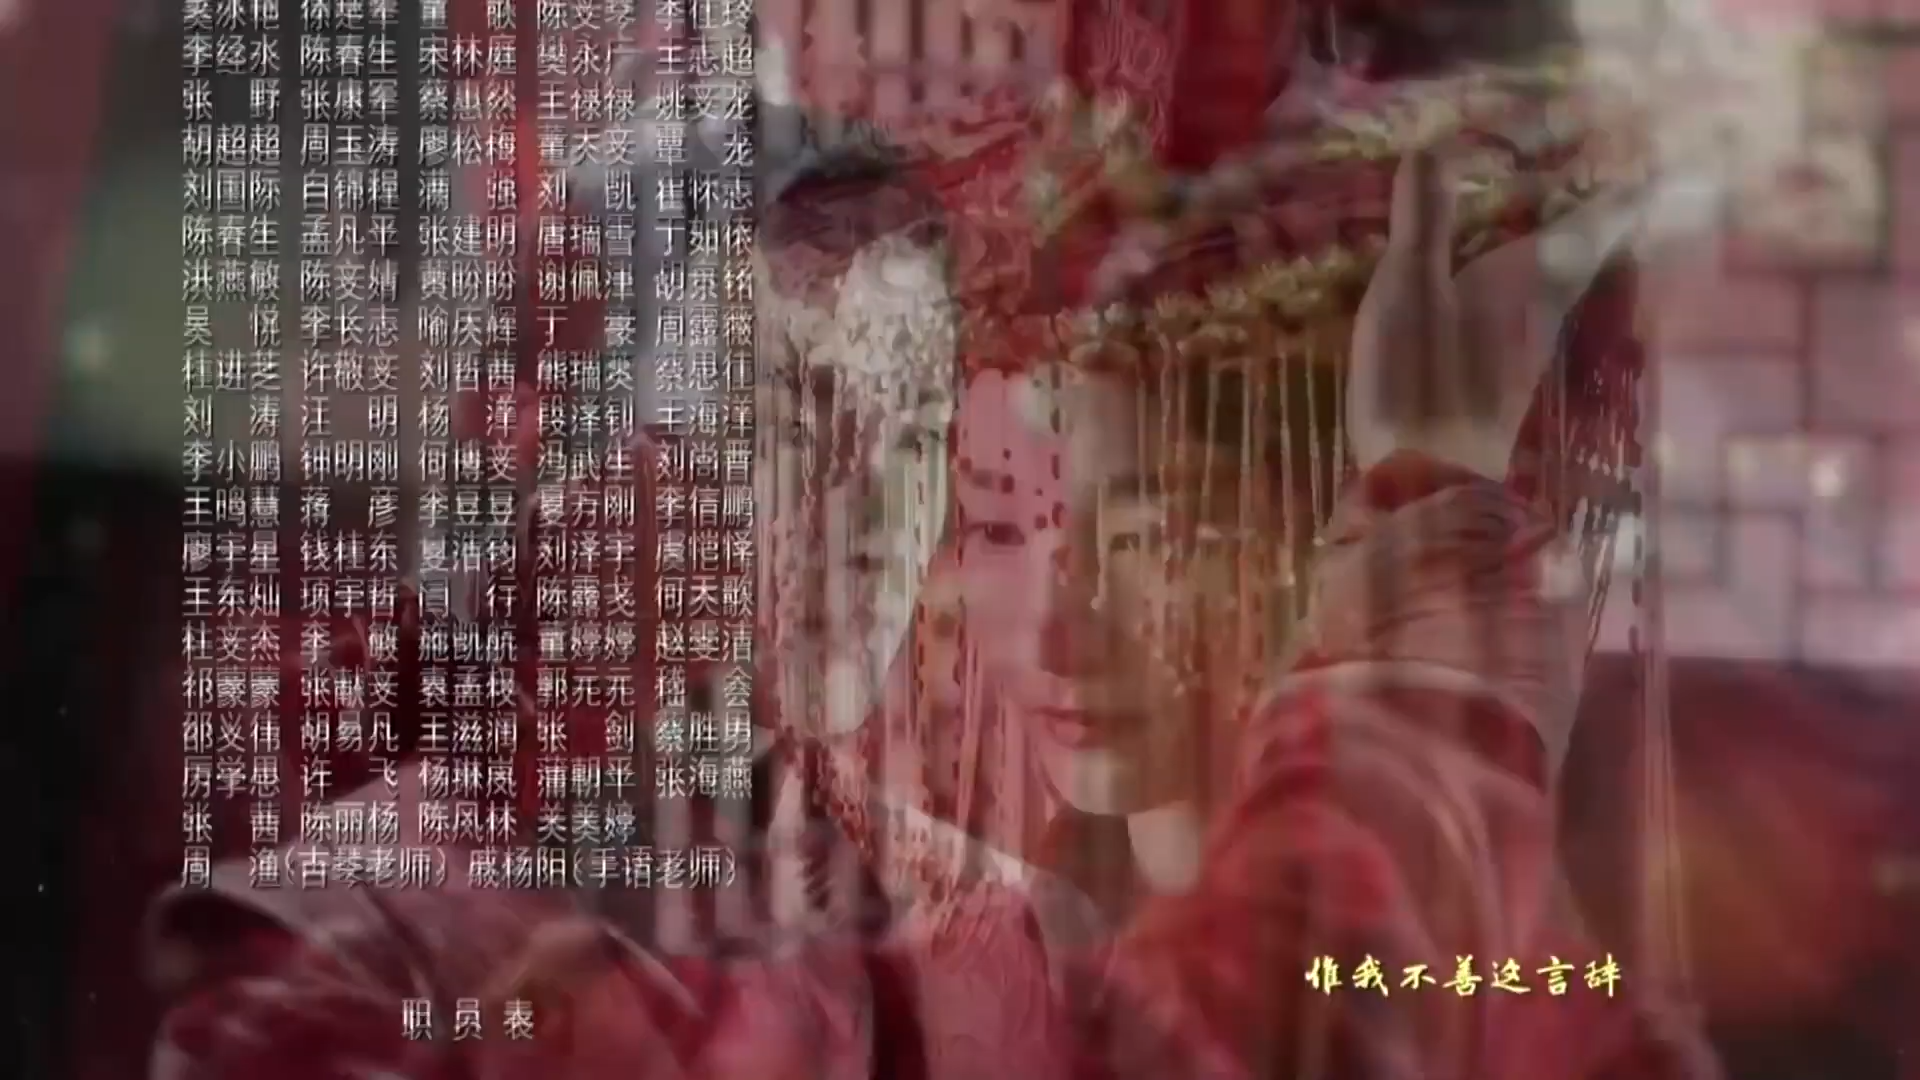 李经水 陈春生 宋林庭 樊永广 王志超
张 野 张康军 蔡惠然 王禄禄 姚文龙
胡超超 周玉涛 廖松梅 董天文 覃 龙
刘国际 白锦程 满 强 刘 凯 崔怀志
陈春生 孟凡平 张建明 唐瑞雪 丁如依
洪燕敏 陈文婧 黄盼盼 谢佩津 胡京铭
吴 悦 李长志 喻庆辉 丁 豪 周露薇
杜进芝 许敬文 刘哲茜 熊瑞英 蔡思仕
刘 涛 汪 明 杨 洋 段泽钊 王海洋
李小鹏 钟明刚 何博文 冯武生 刘尚晋
王鸣慧 蒋 彦 李豆豆 夏方刚 李信鹏
廖宇星 钱桂东 夏浩钧 刘泽宇 虞恺怿
王东灿 项宇哲 闫 行 陈露戈 何天歌
杜文杰 李 敏 施凯航 董婷婷 赵雯洁
祁蒙蒙 张献文 袁孟权 郭元元 嵇 会
邵义伟 胡易凡 王滋润 张 剑 蔡胜男
厉学思 许 飞 杨琳岚 蒲朝平 张海燕
张 茜 陈丽杨 陈凤林 关美婷
周 渔(古琴老师) 戚杨阳(手语老师)
职员表
惟我不善这言辞